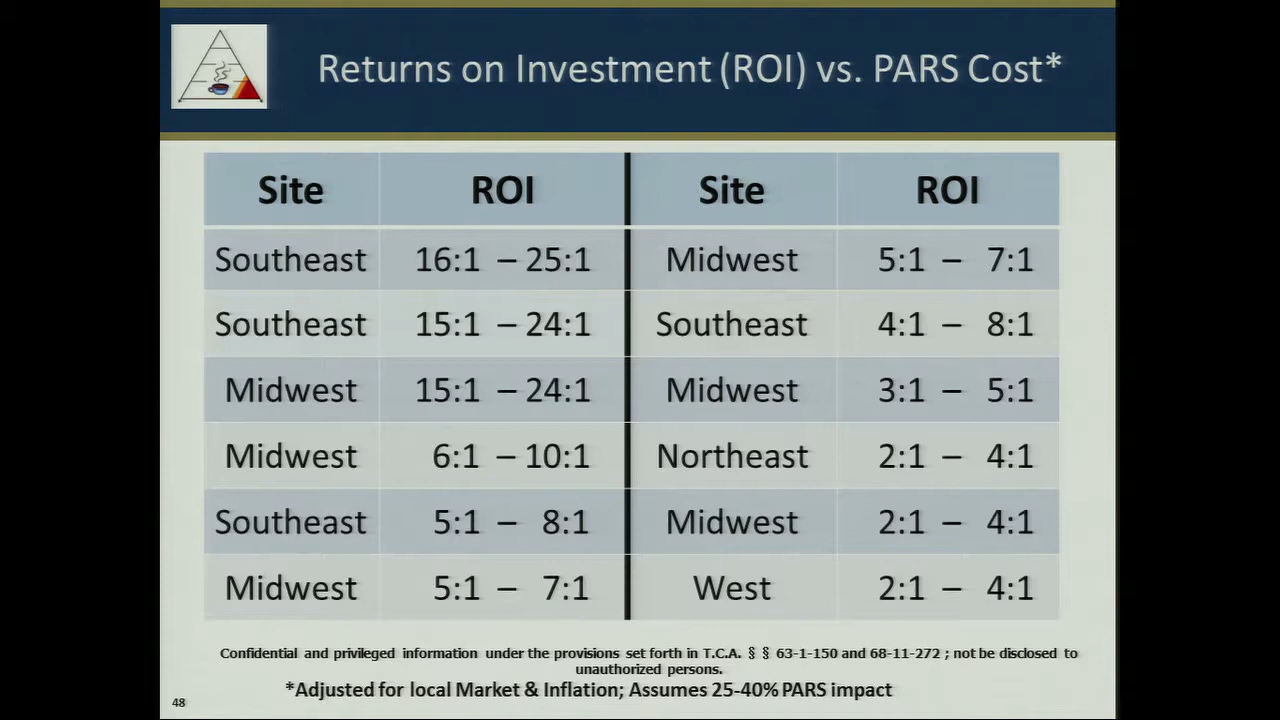 Returns on Investment (ROI) vs. PARS Cost*
Site ROI Site ROI
Southeast 16:1 – 25:1 Midwest 5:1 – 7:1
Southeast 15:1 – 24:1 Southeast 4:1 – 8:1
Midwest 15:1 – 24:1 Midwest 3:1 – 5:1
Midwest 6:1 – 10:1 Northeast 2:1 – 4:1
Southeast 5:1 – 8:1 Midwest 2:1 – 4:1
Midwest 5:1 – 7:1 West 2:1 – 4:1
Confidential and privileged information under the provisions set forth in T.C.A. § § 63-1-150 and 68-11-272 ; not be disclosed to
unauthorized persons.
*Adjusted for local Market & Inflation; Assumes 25-40% PARS impact
48